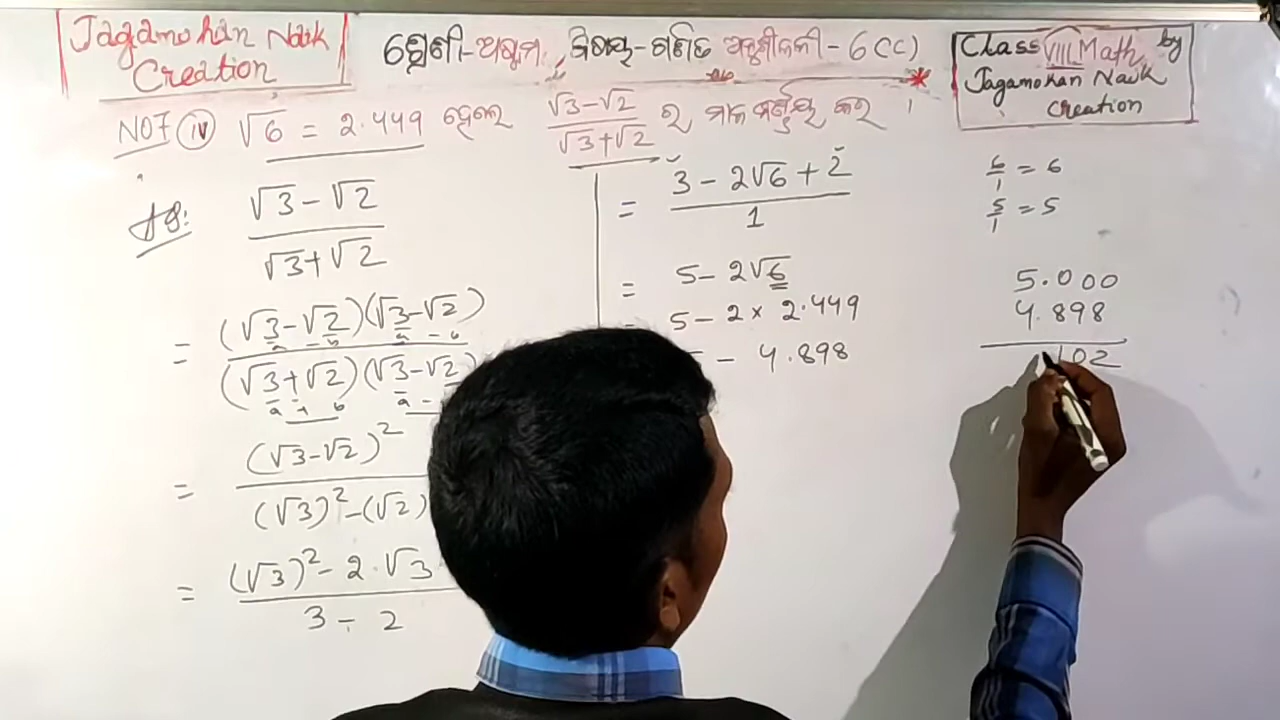 Jagamohan Naik
Creation
ଶ୍ରେଣୀ-ଅଷ୍ଟମ, ବିଷୟ-ଗଣିତ ଅନୁଶୀଳନୀ-6(C)
Class VIII Math by
Jagamohan Naik
creation
NO7 (iv) √6 = 2.449 ହେଲେ (√3-√2)/(√3+√2) ର ମାନ ନିର୍ଣ୍ଣୟ କର ।
(√3-√2)/(√3+√2)
= (√3-√2)(√3-√2)
a - b a - b
(√3+√2)(√3-√2
a + b a -
= (√3-√2)²
(√3)²-(√2)
= (√3)²- 2.√3
3 - 2
= (3 - 2√6 + 2)/1
= 5 - 2√6
5 - 2 × 2.449
- 4.898
6/1 = 6
5/1 = 5
5.000
4.898
102